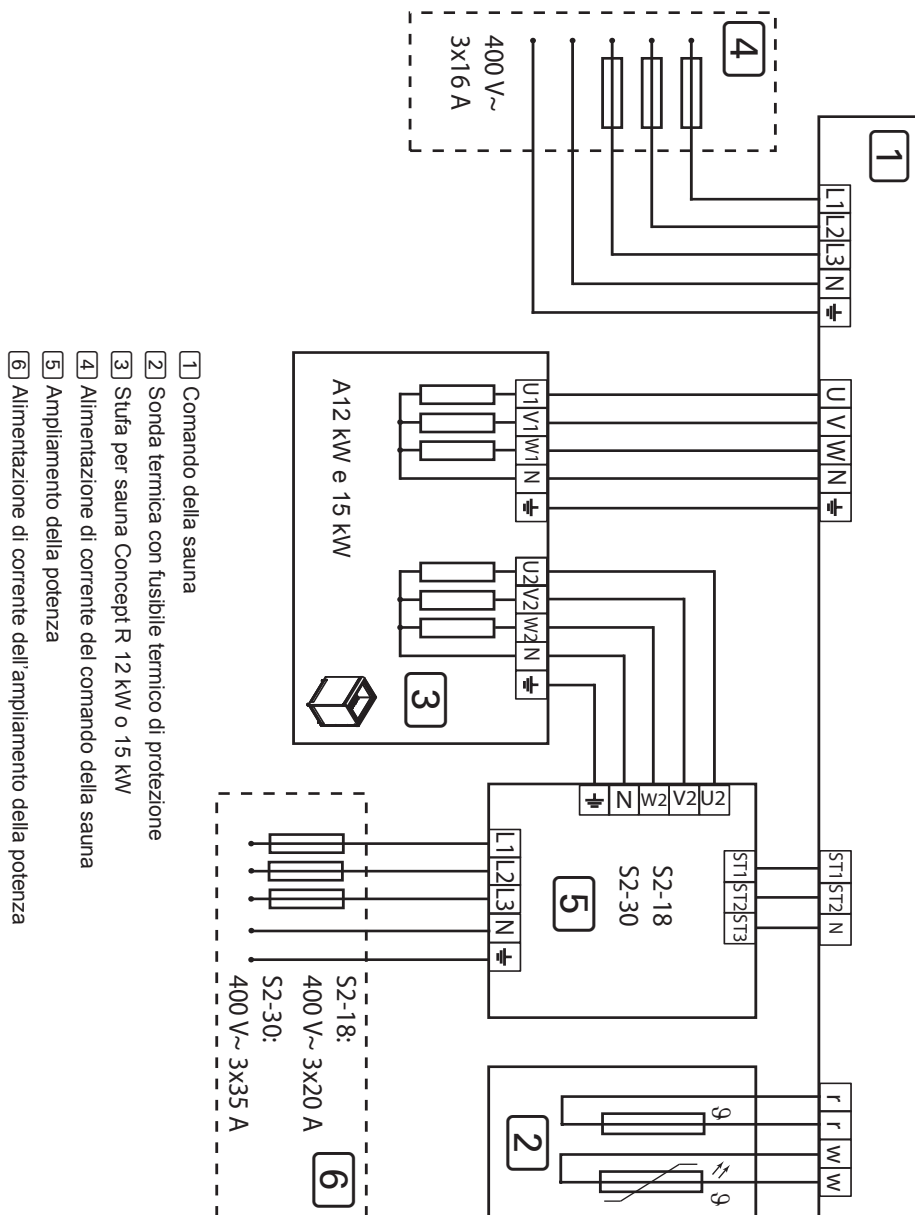 1
L1 L2 L3 N
U V W N
ST1 ST2 N
r r w w
4
400 V~
3x16 A
U1 V1 W1 N
U2 V2 W2 N
A12 kW e 15 kW
3
U2 V2 W2 N
ST1 ST2 ST3
S2-18
S2-30
5
L1 L2 L3 N
ϑ
ϑ
2
S2-18:
400 V~ 3x20 A
S2-30:
400 V~ 3x35 A
6
1 Comando della sauna
2 Sonda termica con fusibile termico di protezione
3 Stufa per sauna Concept R 12 kW o 15 kW
4 Alimentazione di corrente del comando della sauna
5 Ampliamento della potenza
6 Alimentazione di corrente dell'ampliamento della potenza